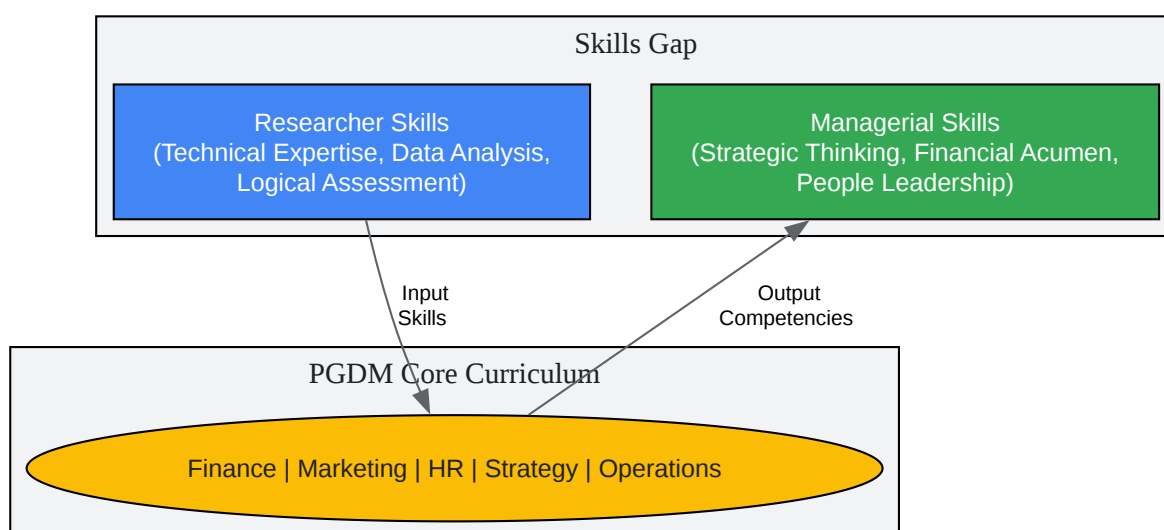 Skills Gap
Researcher Skills
(Technical Expertise, Data Analysis,
Logical Assessment)
Managerial Skills
(Strategic Thinking, Financial Acumen,
People Leadership)
Input
Skills
Output
Competencies
PGDM Core Curriculum
Finance | Marketing | HR | Strategy | Operations